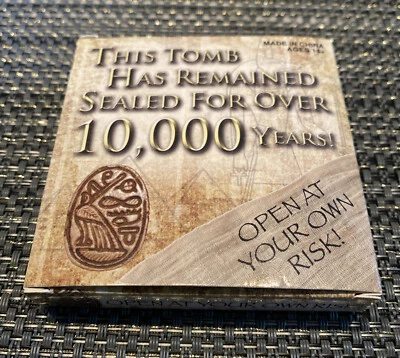 MADE IN CHINA
AGES 14+
THIS TOMB
HAS REMAINED
SEALED FOR OVER
10,000 YEARS!
OPEN AT
YOUR OWN
RISK!